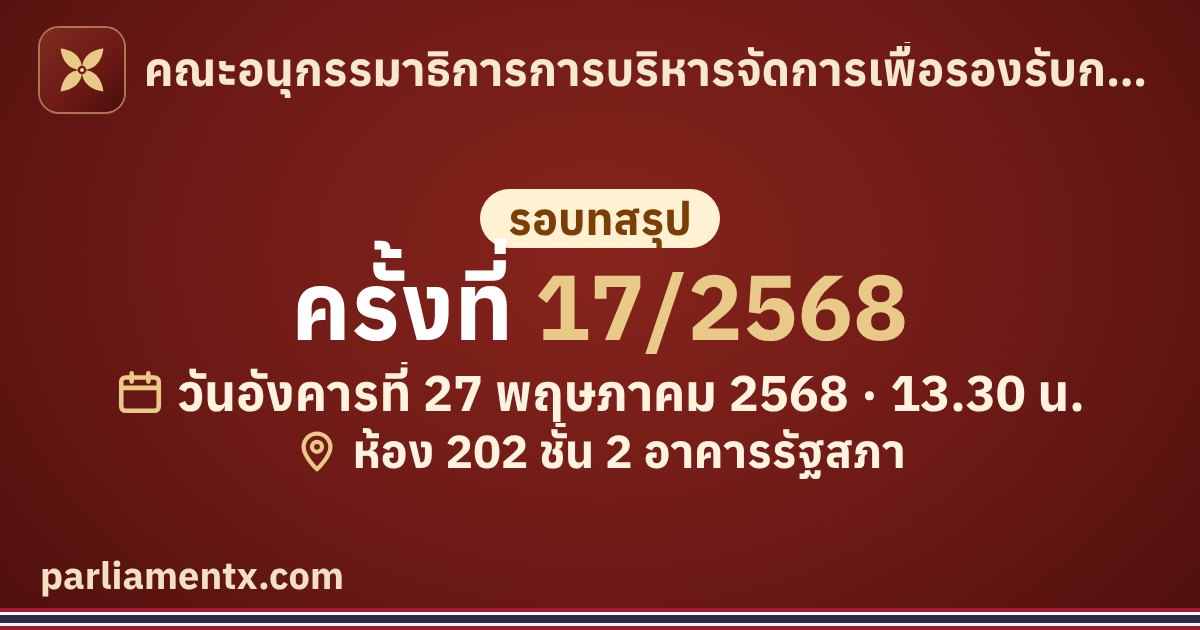 คณะอนุกรรมาธิการการบริหารจัดการเพื่อรองรับก...
รอบทสรุป
ครั้งที่ 17/2568
วันอังคารที่ 27 พฤษภาคม 2568 · 13.30 น.
ห้อง 202 ชั้น 2 อาคารรัฐสภา
parliamentx.com